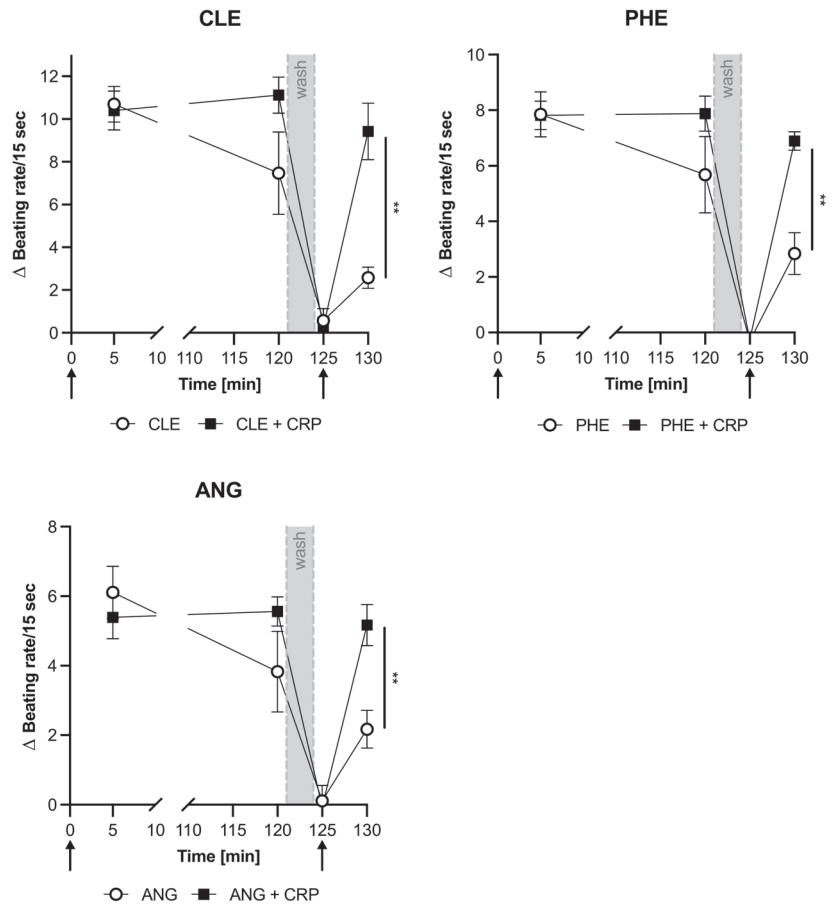 CLE
Δ Beating rate/15 sec
12
10
8
6
4
2
0
wash
**
0 5 10 110 115 120 125 130
Time [min]
CLE CLE + CRP
PHE
Δ Beating rate/15 sec
10
8
6
4
2
0
wash
**
0 5 10 110 115 120 125 130
Time [min]
PHE PHE + CRP
ANG
Δ Beating rate/15 sec
8
6
4
2
0
wash
**
0 5 10 110 115 120 125 130
Time [min]
ANG ANG + CRP